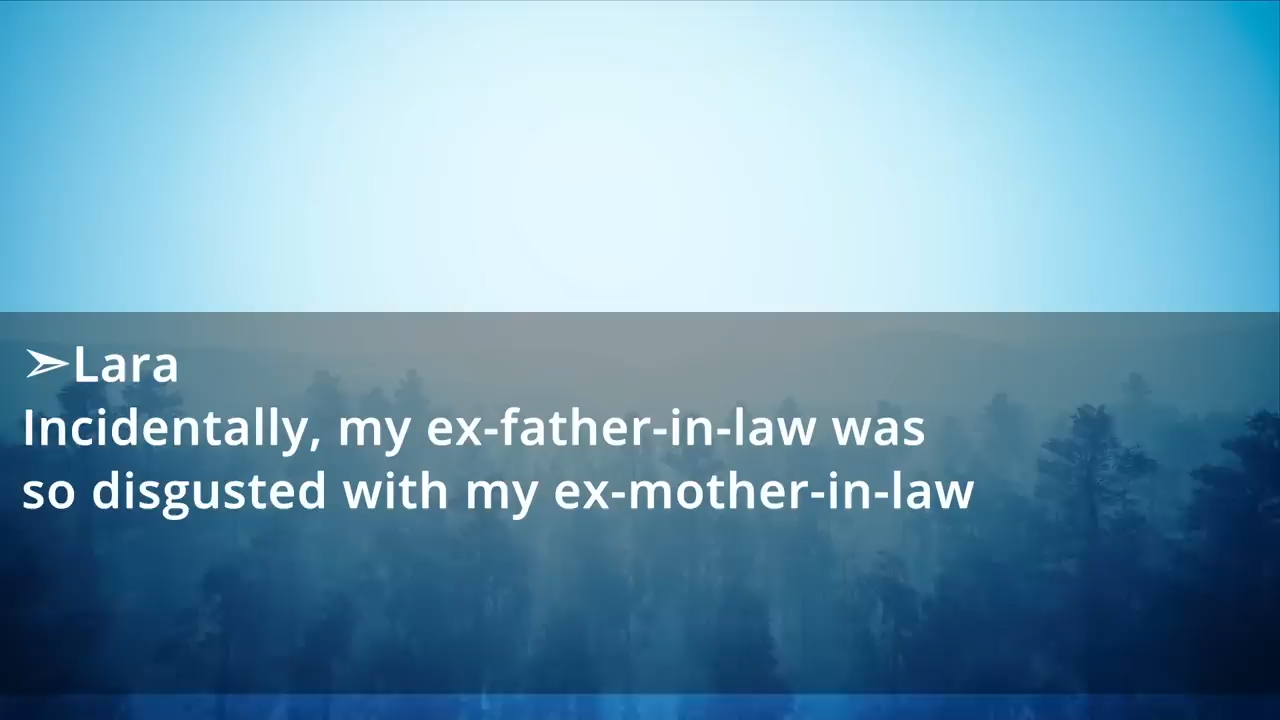 ➢Lara
Incidentally, my ex-father-in-law was
so disgusted with my ex-mother-in-law